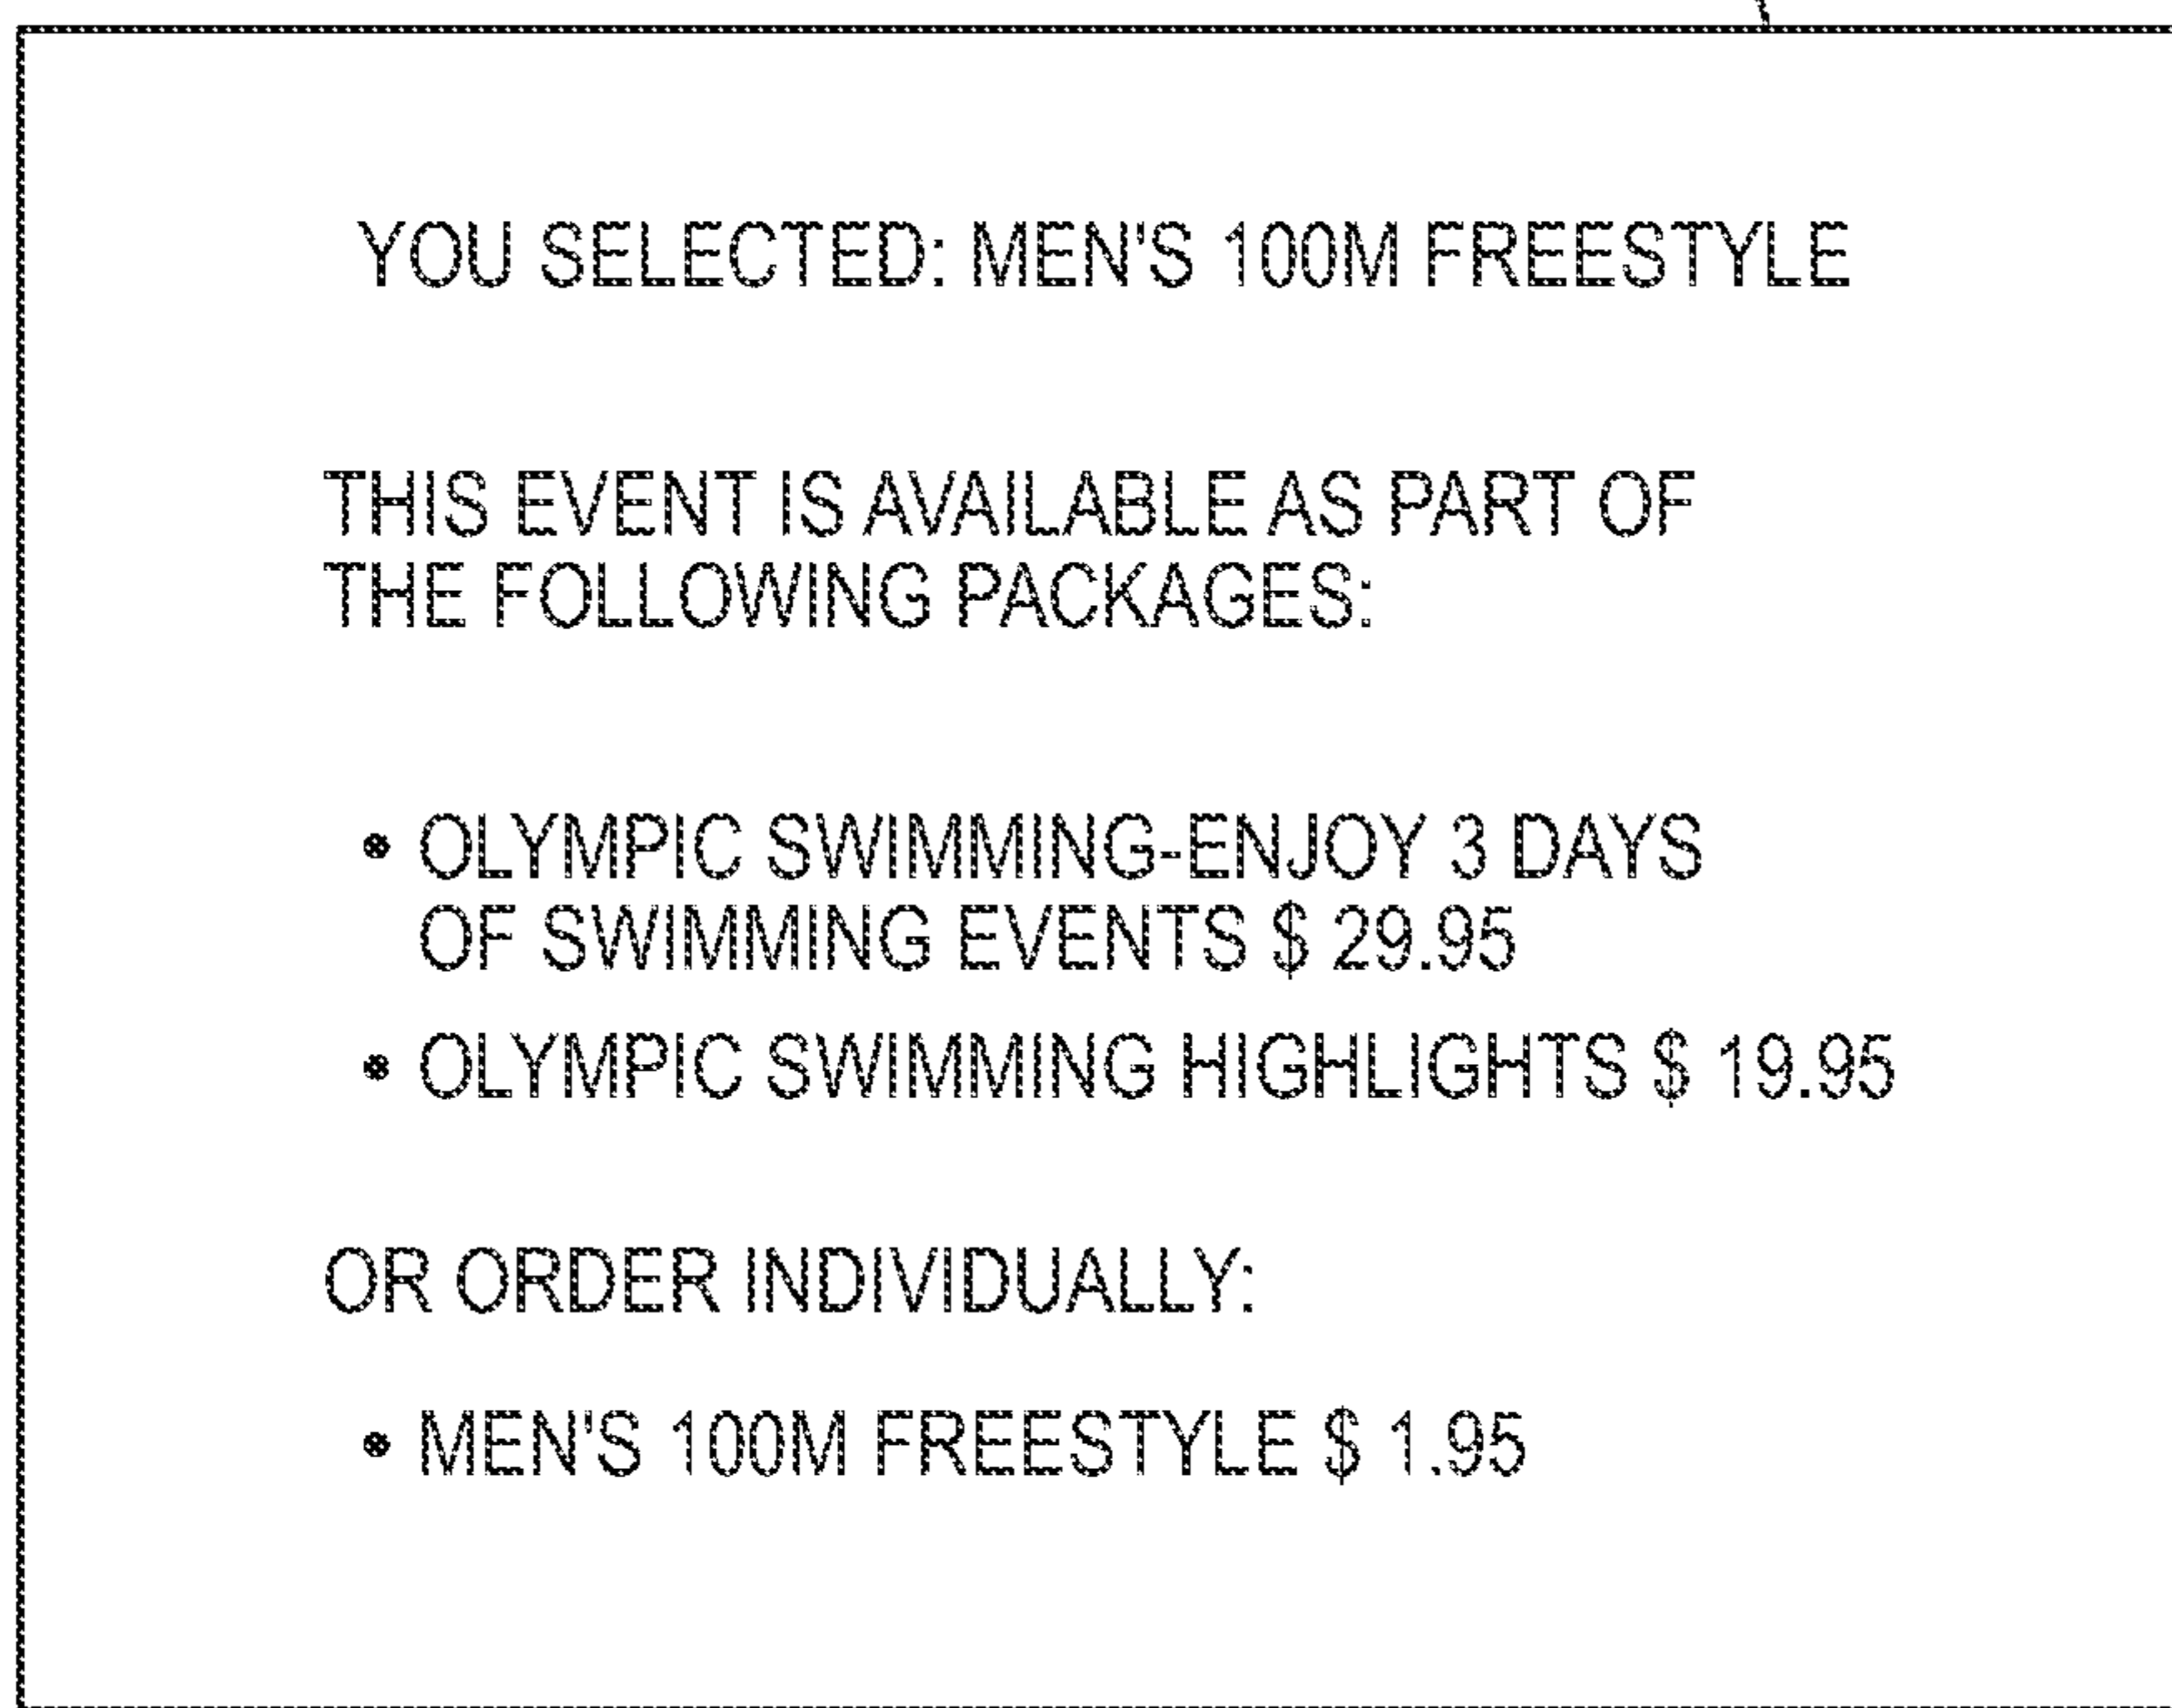 YOU SELECTED: MEN'S 100M FREESTYLE
THIS EVENT IS AVAILABLE AS PART OF
THE FOLLOWING PACKAGES:
• OLYMPIC SWIMMING-ENJOY 3 DAYS
OF SWIMMING EVENTS $ 29.95
• OLYMPIC SWIMMING HIGHLIGHTS $ 19.95
OR ORDER INDIVIDUALLY:
• MEN'S 100M FREESTYLE $ 1.95